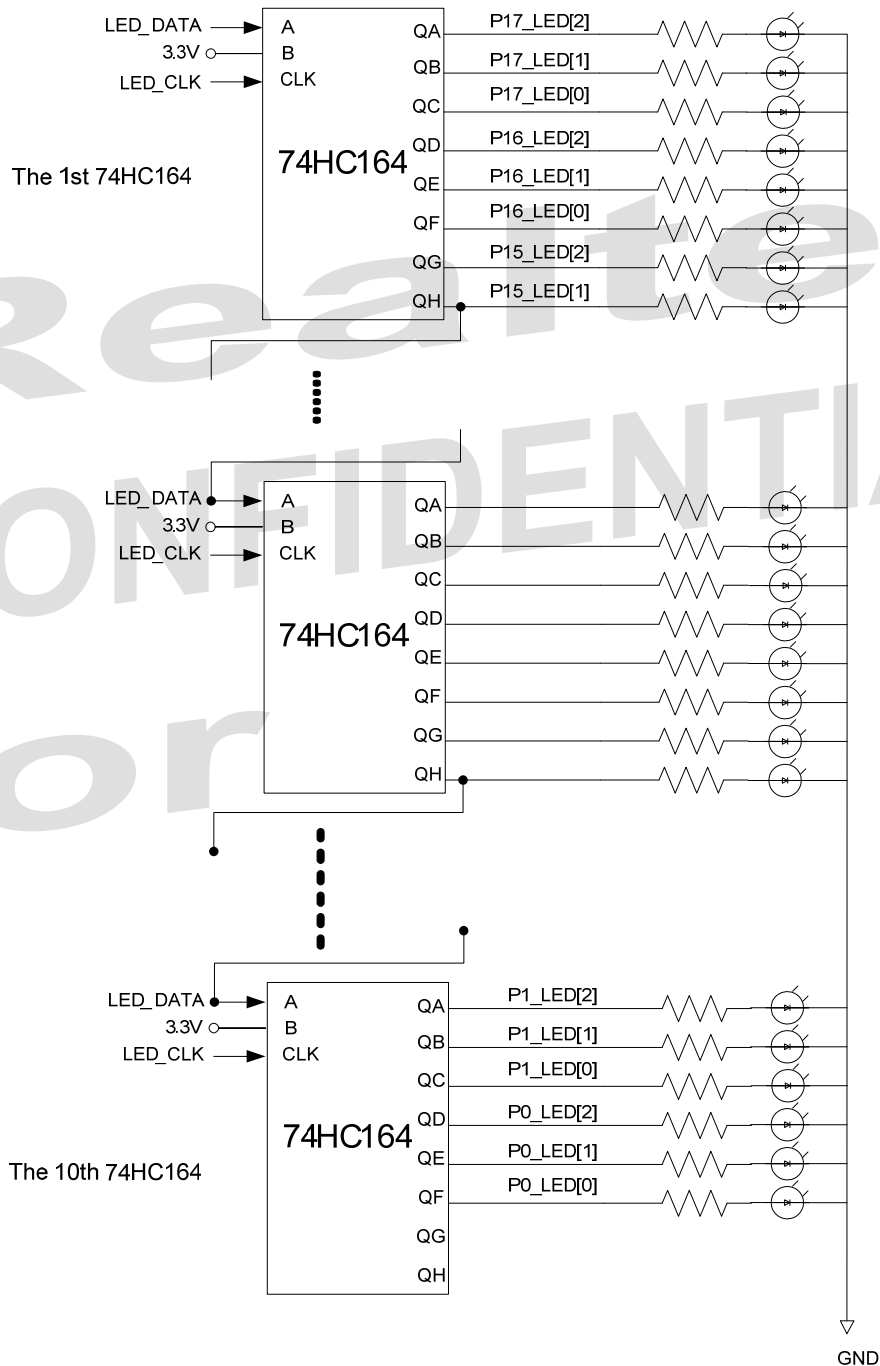 LED_DATA
3.3V
LED_CLK
A
B
CLK
74HC164
The 1st 74HC164
QA
QB
QC
QD
QE
QF
QG
QH
P17_LED[2]
P17_LED[1]
P17_LED[0]
P16_LED[2]
P16_LED[1]
P16_LED[0]
P15_LED[2]
P15_LED[1]
Realte
ONFIDENTIA
or
LED_DATA
3.3V
LED_CLK
A
B
CLK
74HC164
QA
QB
QC
QD
QE
QF
QG
QH
LED_DATA
3.3V
LED_CLK
A
B
CLK
74HC164
The 10th 74HC164
QA
QB
QC
QD
QE
QF
QG
QH
P1_LED[2]
P1_LED[1]
P1_LED[0]
P0_LED[2]
P0_LED[1]
P0_LED[0]
GND